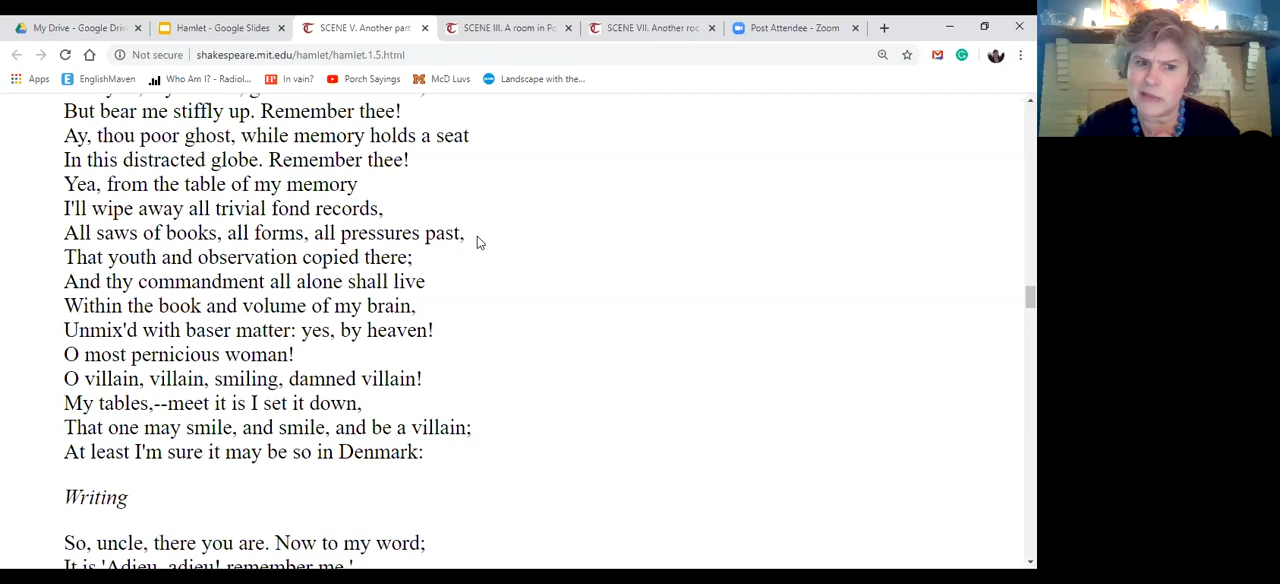 My Drive - Google Driv
Hamlet - Google Slides
SCENE V. Another part
SCENE III. A room in Po
SCENE VII. Another roc
Post Attendee - Zoom
Not secure
shakespeare.mit.edu/hamlet/hamlet.1.5.html
Apps
EnglishMaven
Who Am I? - Radiol...
In vain?
Porch Sayings
McD Luvs
Landscape with the...
But bear me stiffly up. Remember thee!
Ay, thou poor ghost, while memory holds a seat
In this distracted globe. Remember thee!
Yea, from the table of my memory
I'll wipe away all trivial fond records,
All saws of books, all forms, all pressures past,
That youth and observation copied there;
And thy commandment all alone shall live
Within the book and volume of my brain,
Unmix'd with baser matter: yes, by heaven!
O most pernicious woman!
O villain, villain, smiling, damned villain!
My tables,--meet it is I set it down,
That one may smile, and smile, and be a villain;
At least I'm sure it may be so in Denmark:
Writing
So, uncle, there you are. Now to my word;
It is 'Adieu, adieu! remember me.'